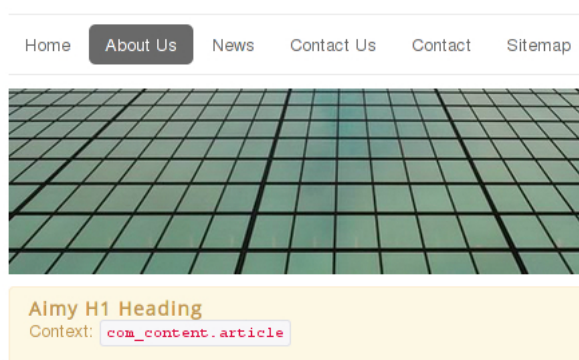 Home About Us News Contact Us Contact Sitemap
Aimy H1 Heading
Context: com_content.article